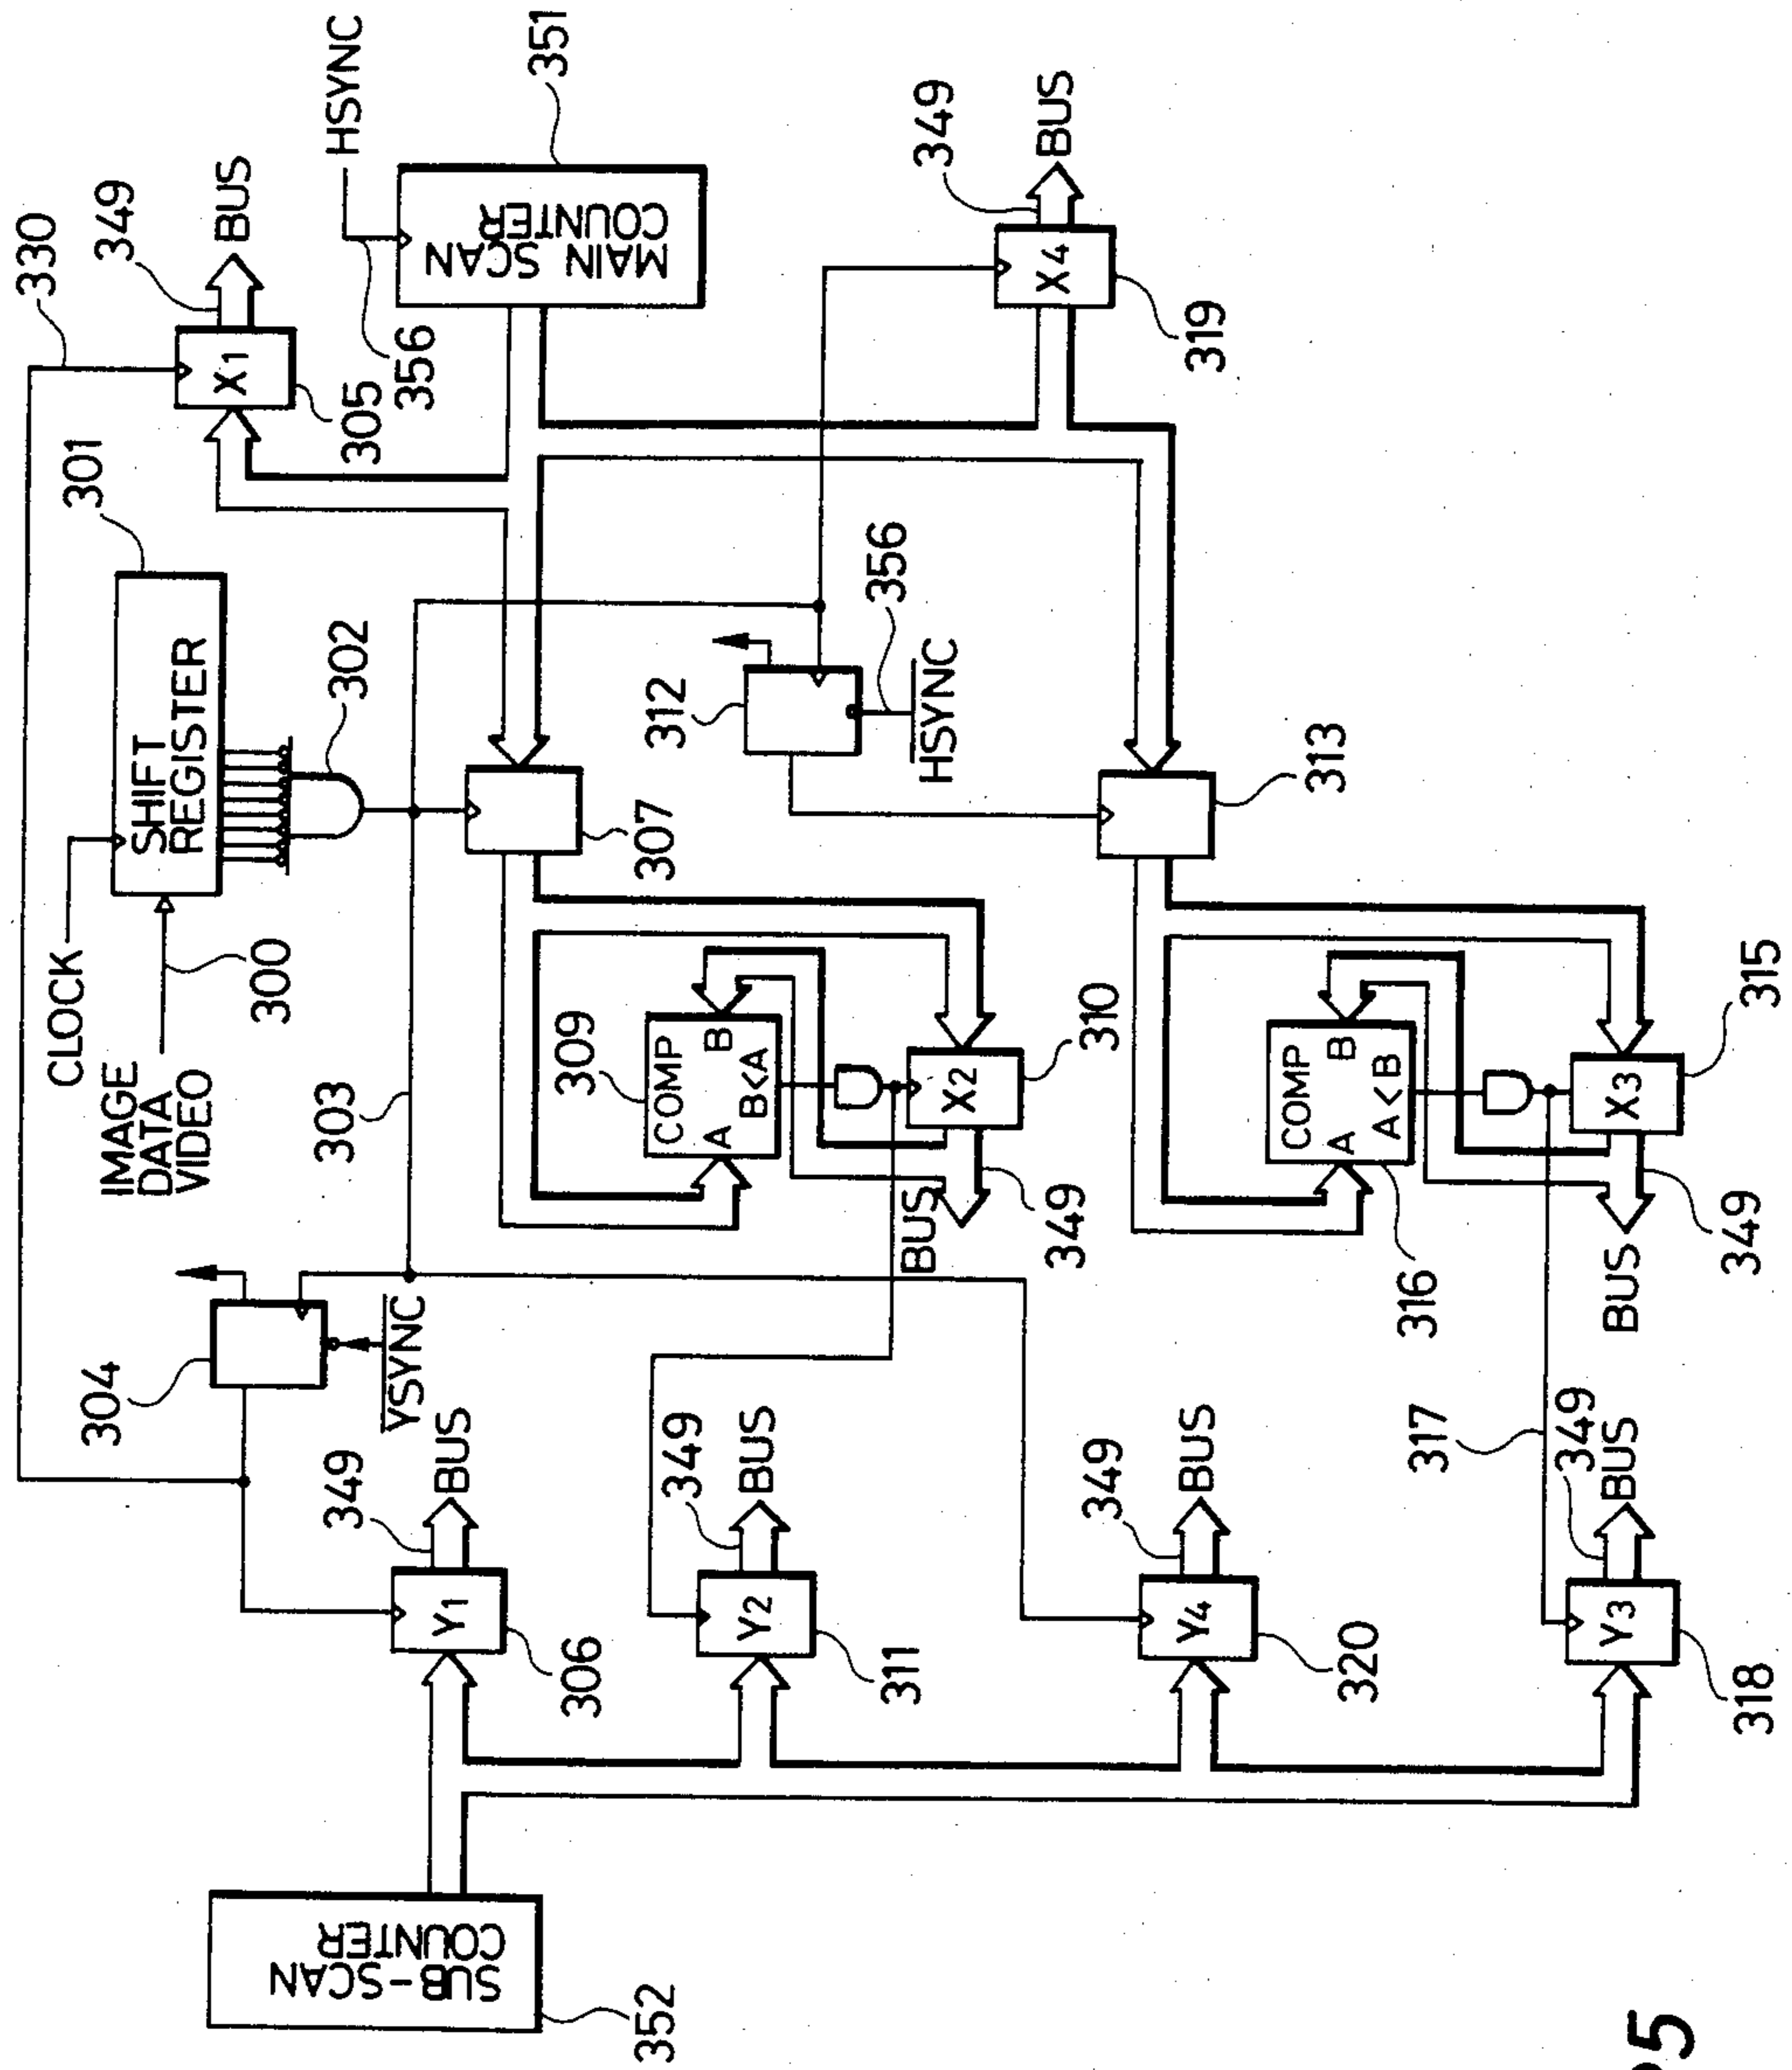 330
349
BUS
HSYNC
351
X1
305
356
MAIN SCAN
COUNTER
349
BUS
X4
319
301
CLOCK
SHIFT
REGISTER
302
IMAGE
DATA
VIDEO
300
303
307
312
356
HSYNC
313
309
COMP
A
B
B<A
X2
310
BUS
349
COMP
A
B
A<B
316
X3
315
BUS
349
304
VSYNC
349
BUS
Y1
306
349
BUS
Y2
311
349
BUS
Y4
320
317
349
BUS
Y3
318
SUB-SCAN
COUNTER
352